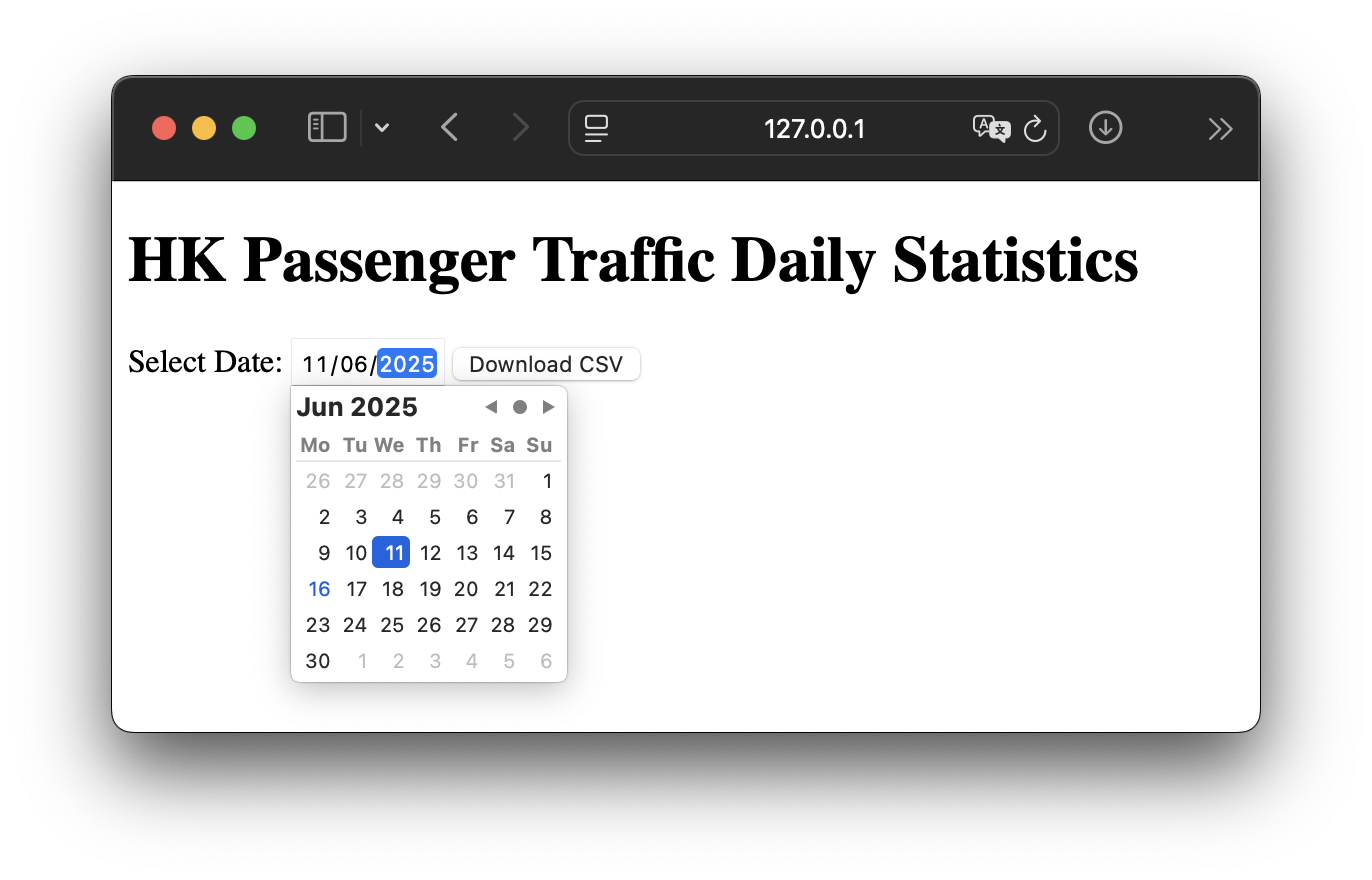 127.0.0.1
HK Passenger Traffic Daily Statistics
Select Date: 11/06/2025 Download CSV
Jun 2025
Mo Tu We Th Fr Sa Su
26 27 28 29 30 31 1
2 3 4 5 6 7 8
9 10 11 12 13 14 15
16 17 18 19 20 21 22
23 24 25 26 27 28 29
30 1 2 3 4 5 6